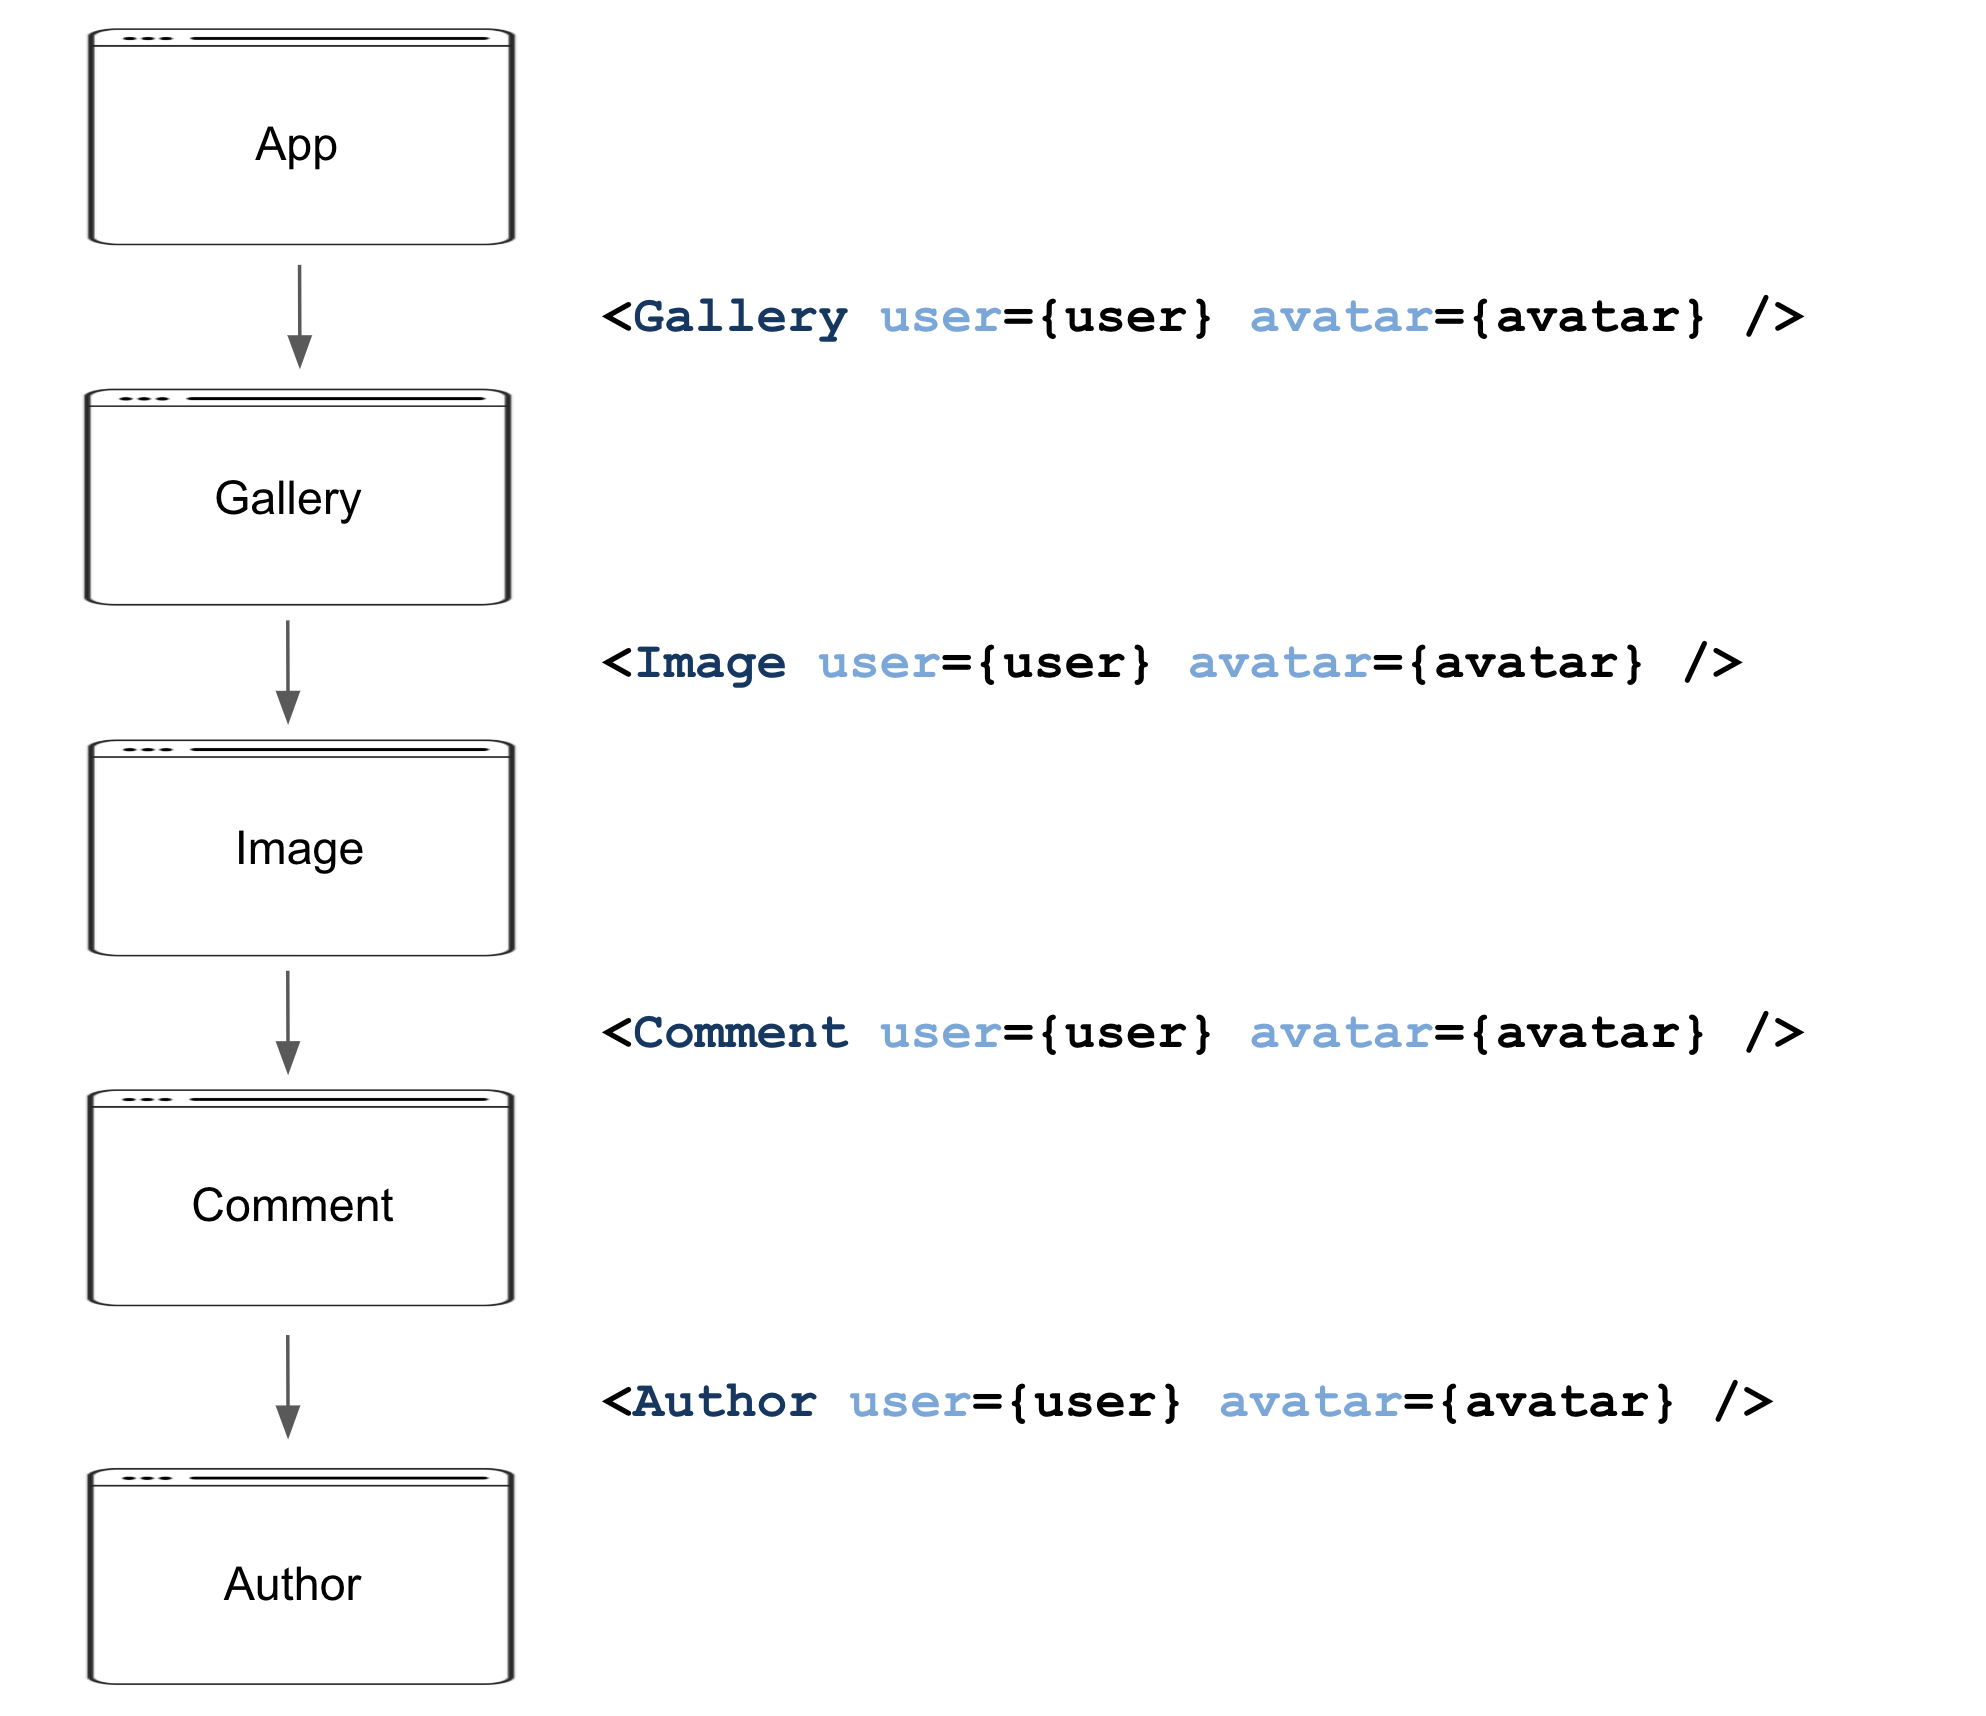 App
<Gallery user={user} avatar={avatar} />
Gallery
<Image user={user} avatar={avatar} />
Image
<Comment user={user} avatar={avatar} />
Comment
<Author user={user} avatar={avatar} />
Author